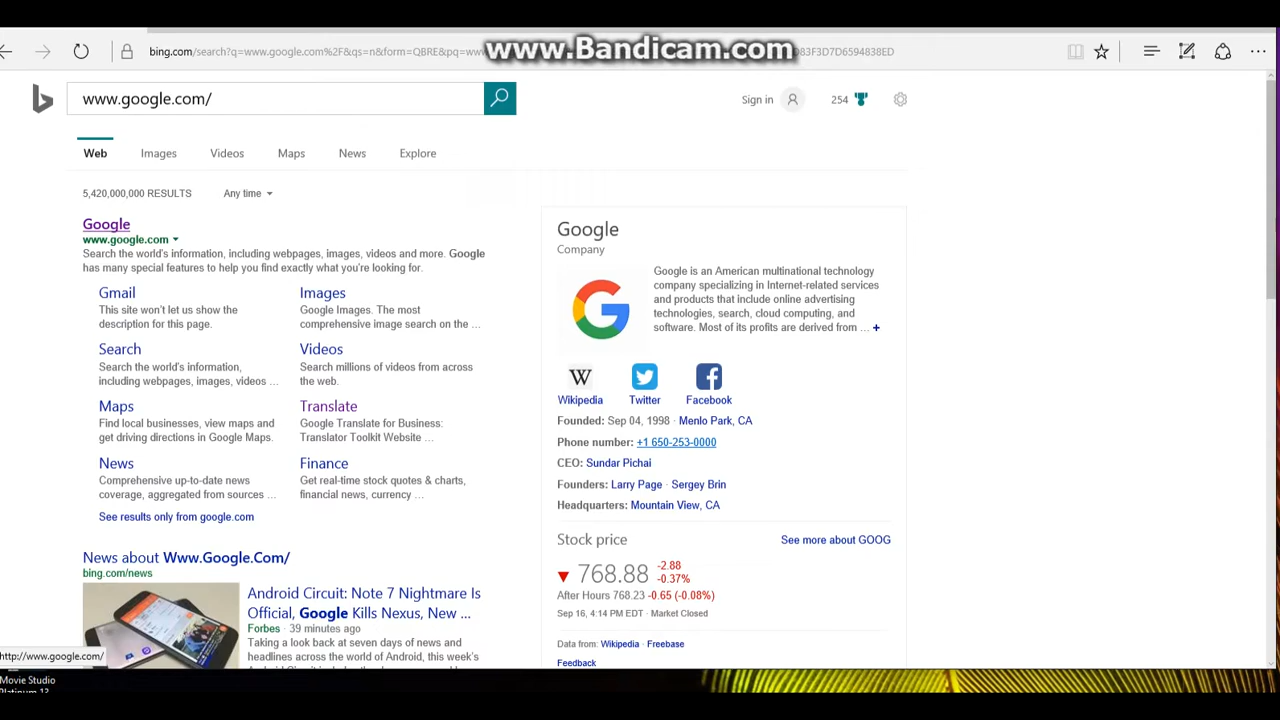 bing.com/search?q=www.google.com%2F&qs=n&form=QBRE&pq=ww
www.Bandicam.com
83F3D7D6594838ED
www.google.com/
Sign in
254
Web
Images
Videos
Maps
News
Explore
5,420,000,000 RESULTS
Any time
Google
www.google.com
Search the world's information, including webpages, images, videos and more. Google
has many special features to help you find exactly what you're looking for.
Gmail
This site won't let us show the
description for this page.
Images
Google Images. The most
comprehensive image search on the ...
Search
Search the world's information,
including webpages, images, videos ...
Videos
Search millions of videos from across
the web.
Maps
Find local businesses, view maps and
get driving directions in Google Maps.
Translate
Google Translate for Business:
Translator Toolkit Website ...
News
Comprehensive up-to-date news
coverage, aggregated from sources ...
Finance
Get real-time stock quotes & charts,
financial news, currency ...
See results only from google.com
News about Www.Google.Com/
bing.com/news
Android Circuit: Note 7 Nightmare Is
Official, Google Kills Nexus, New ...
Forbes · 39 minutes ago
Taking a look back at seven days of news and
headlines across the world of Android, this week's
Google
Company
Google is an American multinational technology
company specializing in Internet-related services
and products that include online advertising
technologies, search, cloud computing, and
software. Most of its profits are derived from ... +
W
Wikipedia
Twitter
Facebook
Founded: Sep 04, 1998 · Menlo Park, CA
Phone number: +1 650-253-0000
CEO: Sundar Pichai
Founders: Larry Page · Sergey Brin
Headquarters: Mountain View, CA
Stock price
See more about GOOG
768.88
-2.88
-0.37%
After Hours 768.23 -0.65 (-0.08%)
Sep 16, 4:14 PM EDT · Market Closed
Data from: Wikipedia · Freebase
Feedback
http://www.google.com/
Movie Studio
Platinum 13